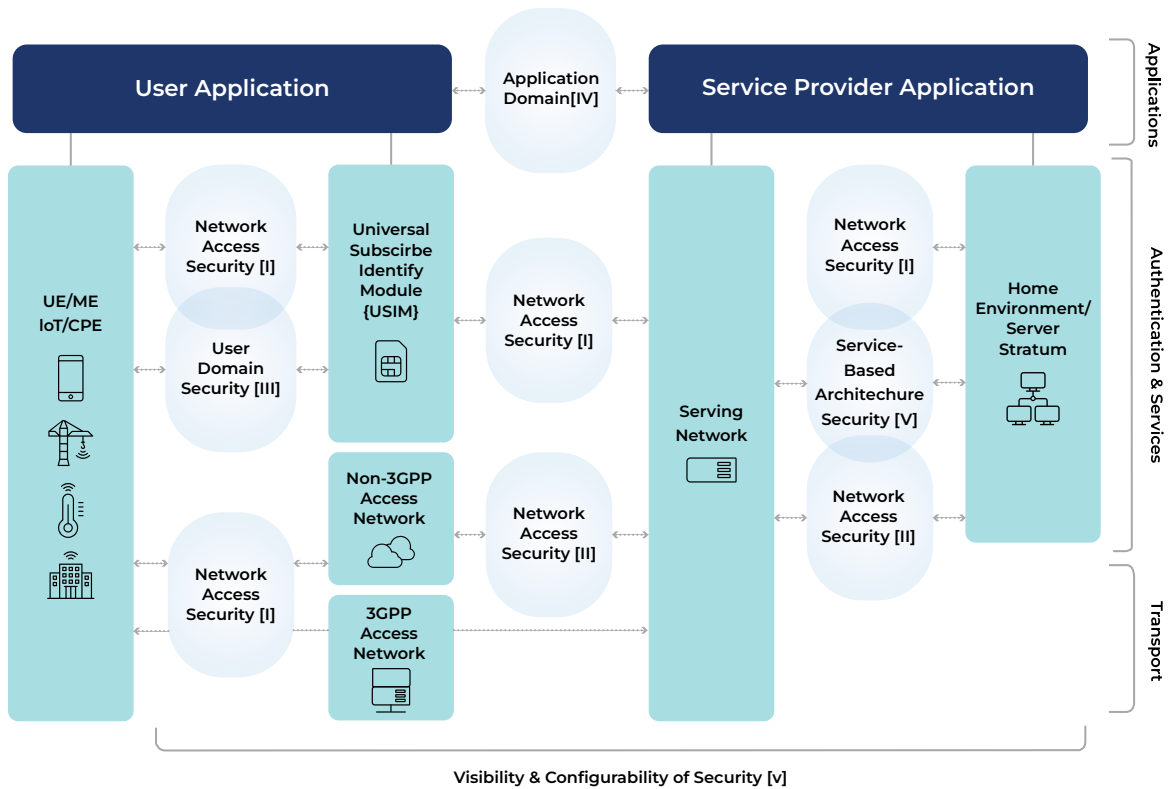 User Application
Application
Domain[IV]
Service Provider Application
Applications
UE/ME
IoT/CPE
Network
Access
Security [I]
User
Domain
Security [III]
Network
Access
Security [I]
Universal
Subscirbe
Identify
Module
{USIM}
Non-3GPP
Access
Network
3GPP
Access
Network
Network
Access
Security [I]
Network
Access
Security [II]
Serving
Network
Network
Access
Security [I]
Service-
Based
Architechure
Security [V]
Network
Access
Security [II]
Home
Environment/
Server
Stratum
Authentication & Services
Transport
Visibility & Configurability of Security [v]